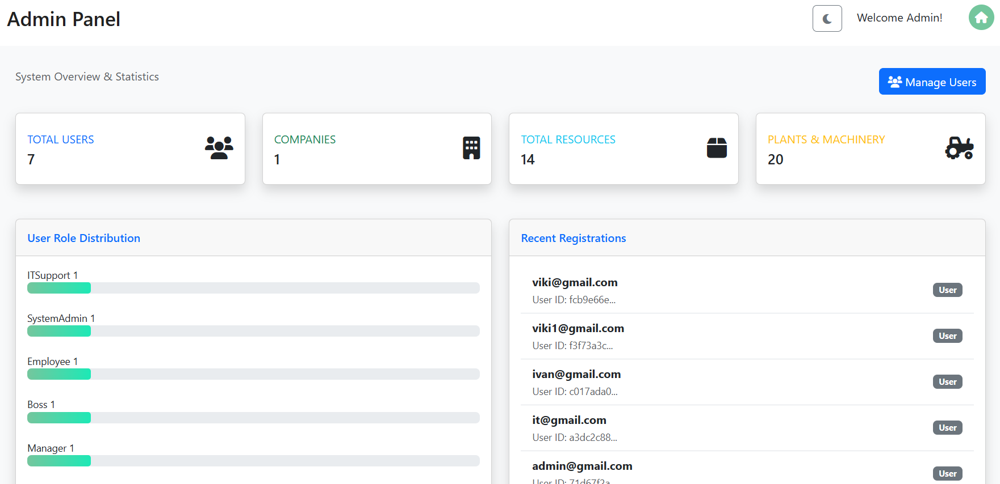 Admin Panel
Welcome Admin!
System Overview & Statistics
Manage Users
TOTAL USERS
7
COMPANIES
1
TOTAL RESOURCES
14
PLANTS & MACHINERY
20
User Role Distribution
ITSupport 1
SystemAdmin 1
Employee 1
Boss 1
Manager 1
Recent Registrations
viki@gmail.com
User ID: fcb9e66e...
User
viki1@gmail.com
User ID: f3f73a3c...
User
ivan@gmail.com
User ID: c017ada0...
User
it@gmail.com
User ID: a3dc2c88...
User
admin@gmail.com
User ID: 71d67f2a
User